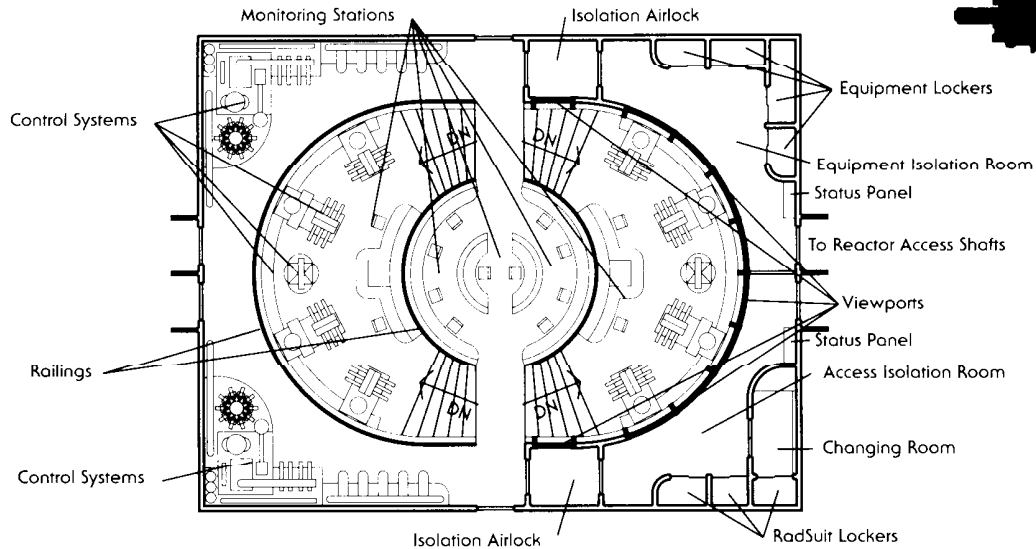 Monitoring Stations
Isolation Airlock
Equipment Lockers
Control Systems
DN
DN
Equipment Isolation Room
Status Panel
To Reactor Access Shafts
Viewports
Status Panel
Railings
Access Isolation Room
DN
DN
Changing Room
Control Systems
Isolation Airlock
RadSuit Lockers